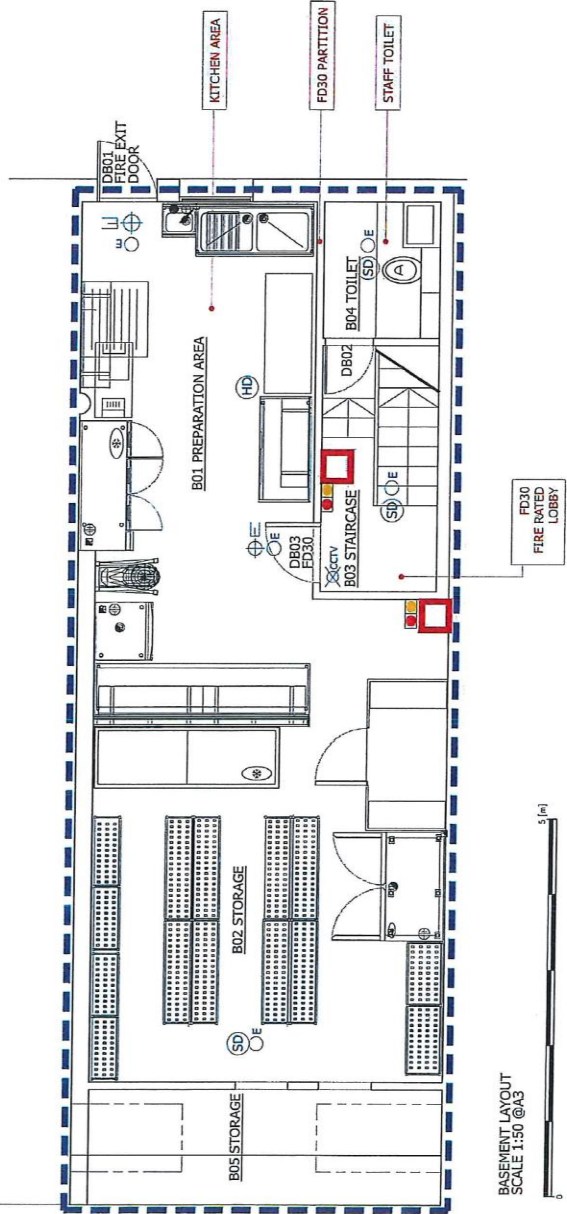 KITCHEN AREA
FD30 PARTITION
STAFF TOILET
DB01
FIRE EXIT
DOOR
E
E
B01 PREPARATION AREA
HD
B04 TOILET
SD
E
DB02
E
E
DB03
FD30
CCTV
B03 STAIRCASE
SD
E
FD30
FIRE RATED
LOBBY
B02 STORAGE
SD
E
B05 STORAGE
BASEMENT LAYOUT
SCALE 1:50 @A3
0
5 [m]